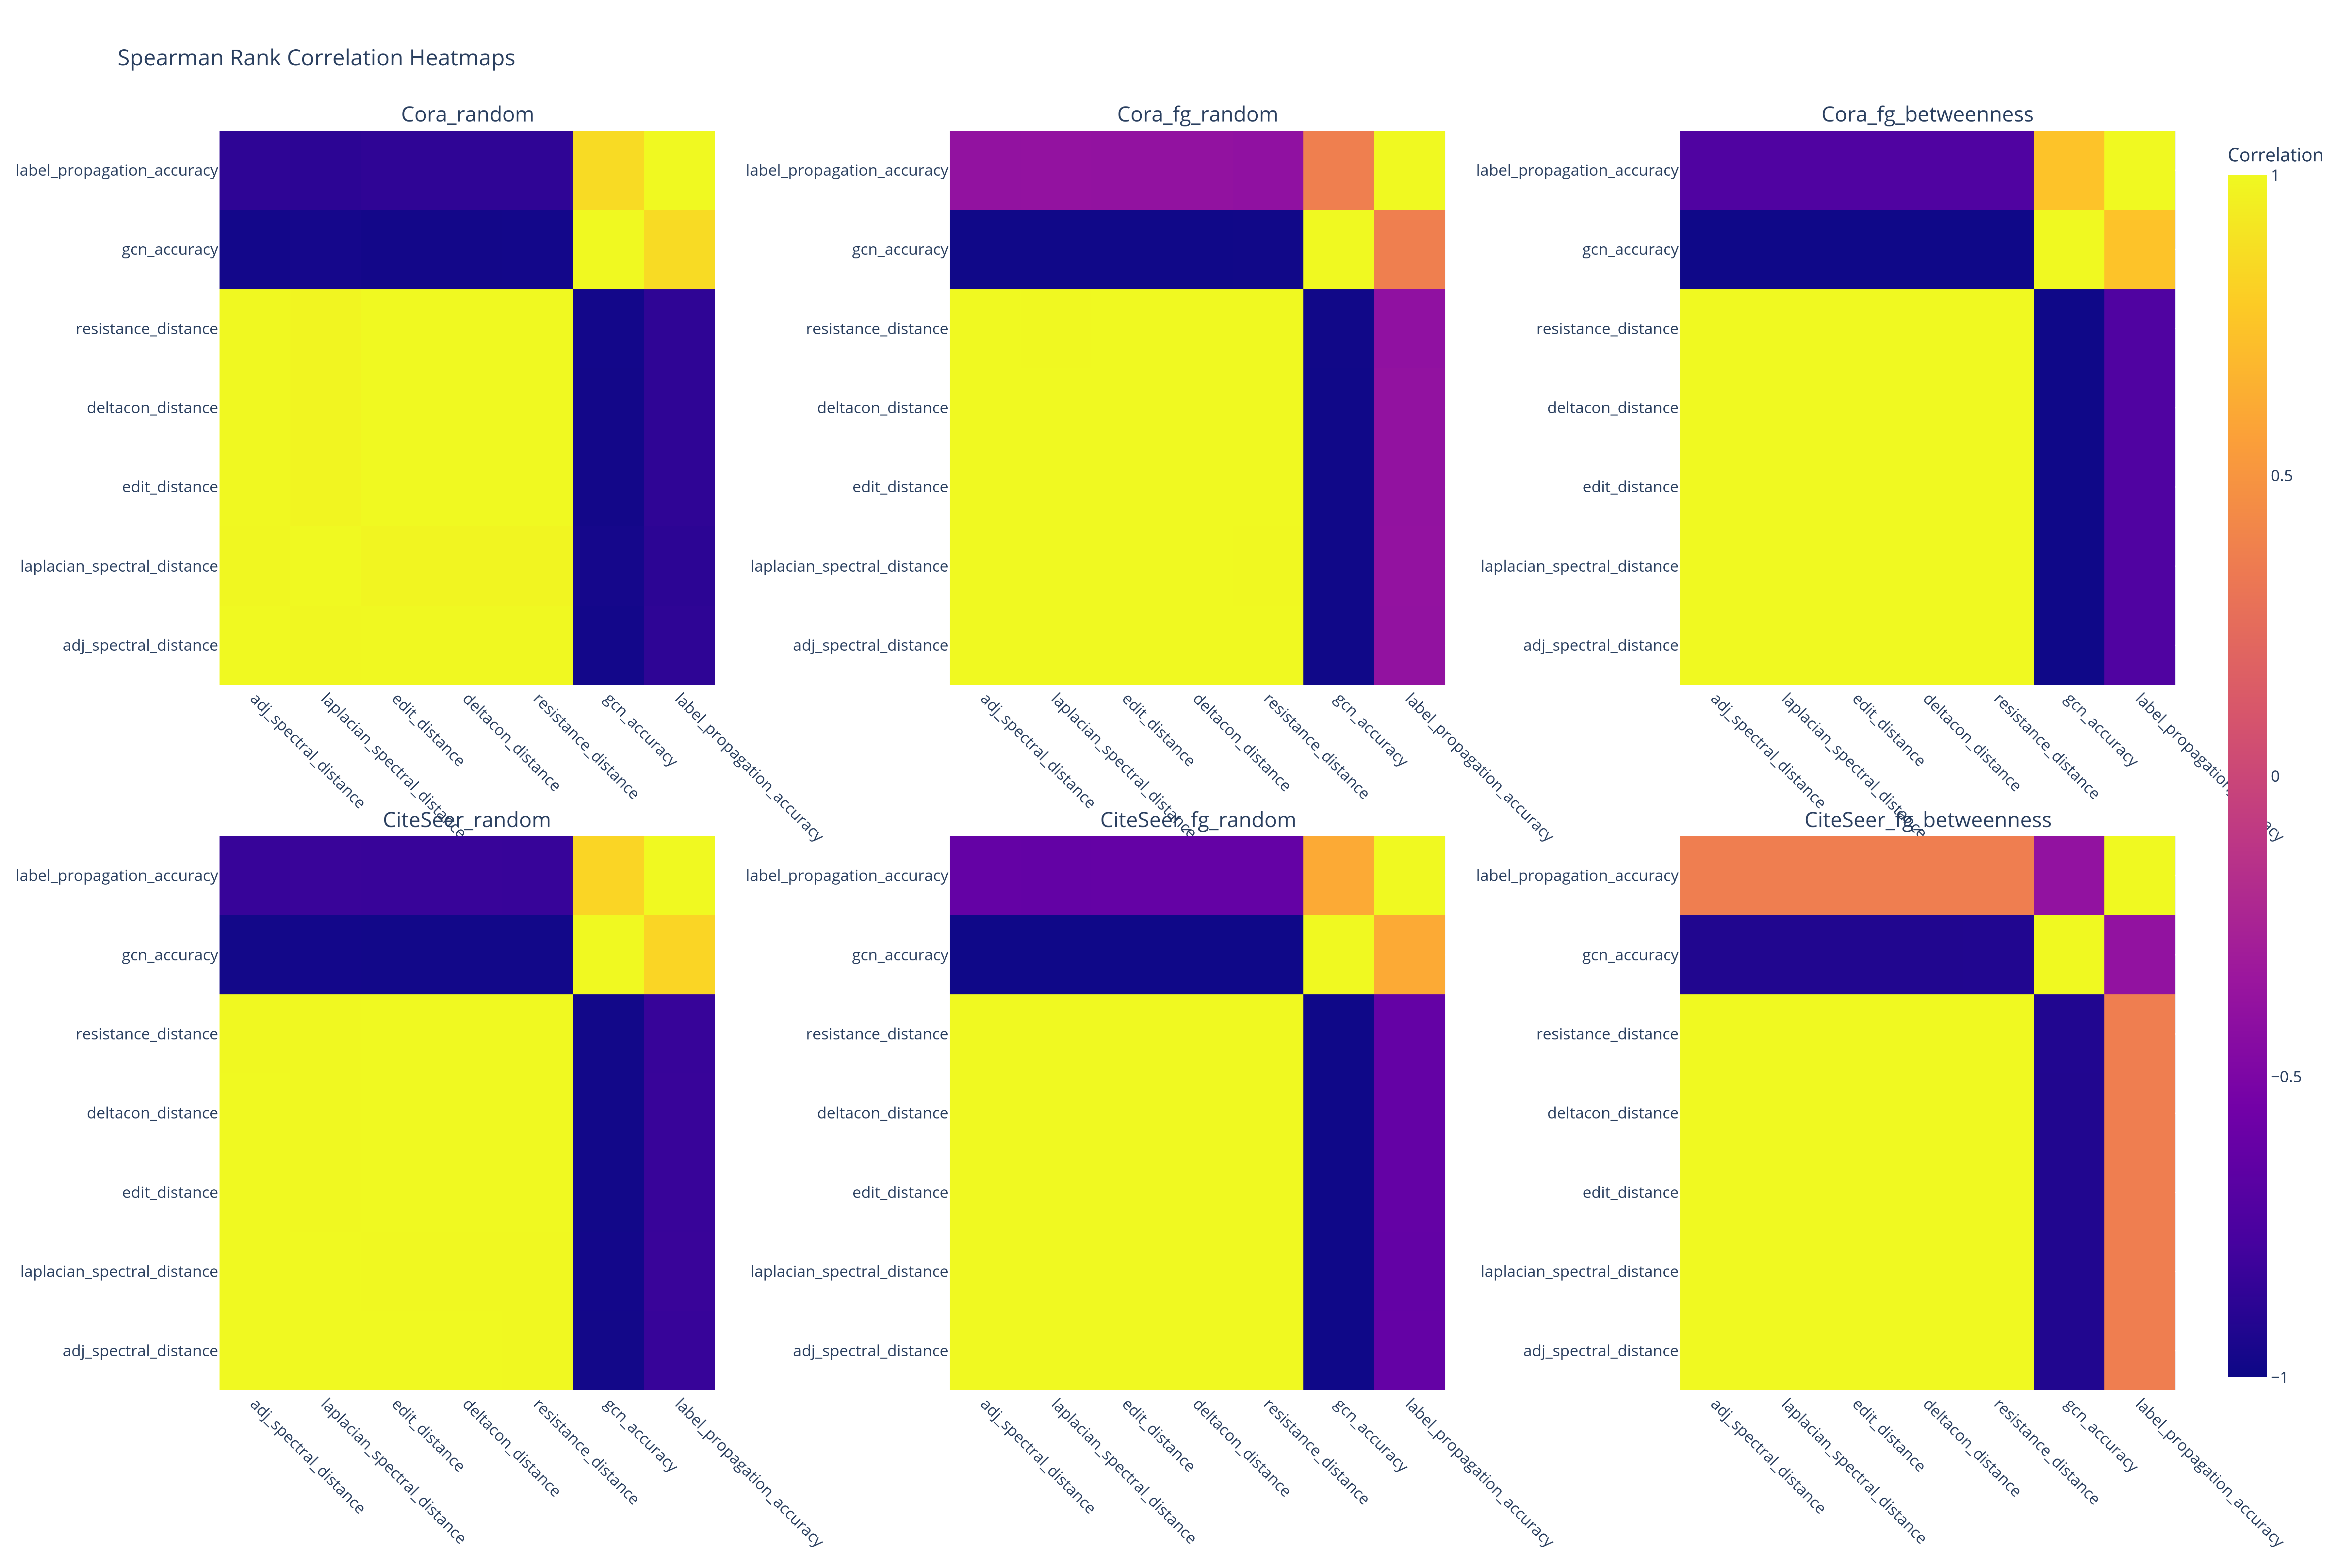 Spearman Rank Correlation Heatmaps
Cora_random
Cora_fg_random
Cora_fg_betweenness
Correlation
label_propagation_accuracy
gcn_accuracy
resistance_distance
deltacon_distance
edit_distance
laplacian_spectral_distance
adj_spectral_distance
adj_spectral_distance
laplacian_spectral_distance
edit_distance
deltacon_distance
resistance_distance
gcn_accuracy
label_propagation_accuracy
label_propagation_accuracy
gcn_accuracy
resistance_distance
deltacon_distance
edit_distance
laplacian_spectral_distance
adj_spectral_distance
adj_spectral_distance
laplacian_spectral_distance
edit_distance
deltacon_distance
resistance_distance
gcn_accuracy
label_propagation_accuracy
label_propagation_accuracy
gcn_accuracy
resistance_distance
deltacon_distance
edit_distance
laplacian_spectral_distance
adj_spectral_distance
adj_spectral_distance
laplacian_spectral_distance
edit_distance
deltacon_distance
resistance_distance
gcn_accuracy
1
0.5
0
−0.5
−1
CiteSeer_random
CiteSeer_fg_random
CiteSeer_fg_betweenness
label_propagation_accuracy
gcn_accuracy
resistance_distance
deltacon_distance
edit_distance
laplacian_spectral_distance
adj_spectral_distance
adj_spectral_distance
laplacian_spectral_distance
edit_distance
deltacon_distance
resistance_distance
gcn_accuracy
label_propagation_accuracy
label_propagation_accuracy
gcn_accuracy
resistance_distance
deltacon_distance
edit_distance
laplacian_spectral_distance
adj_spectral_distance
adj_spectral_distance
laplacian_spectral_distance
edit_distance
deltacon_distance
resistance_distance
gcn_accuracy
label_propagation_accuracy
label_propagation_accuracy
gcn_accuracy
resistance_distance
deltacon_distance
edit_distance
laplacian_spectral_distance
adj_spectral_distance
adj_spectral_distance
laplacian_spectral_distance
edit_distance
deltacon_distance
resistance_distance
gcn_accuracy
label_propagation_accuracy